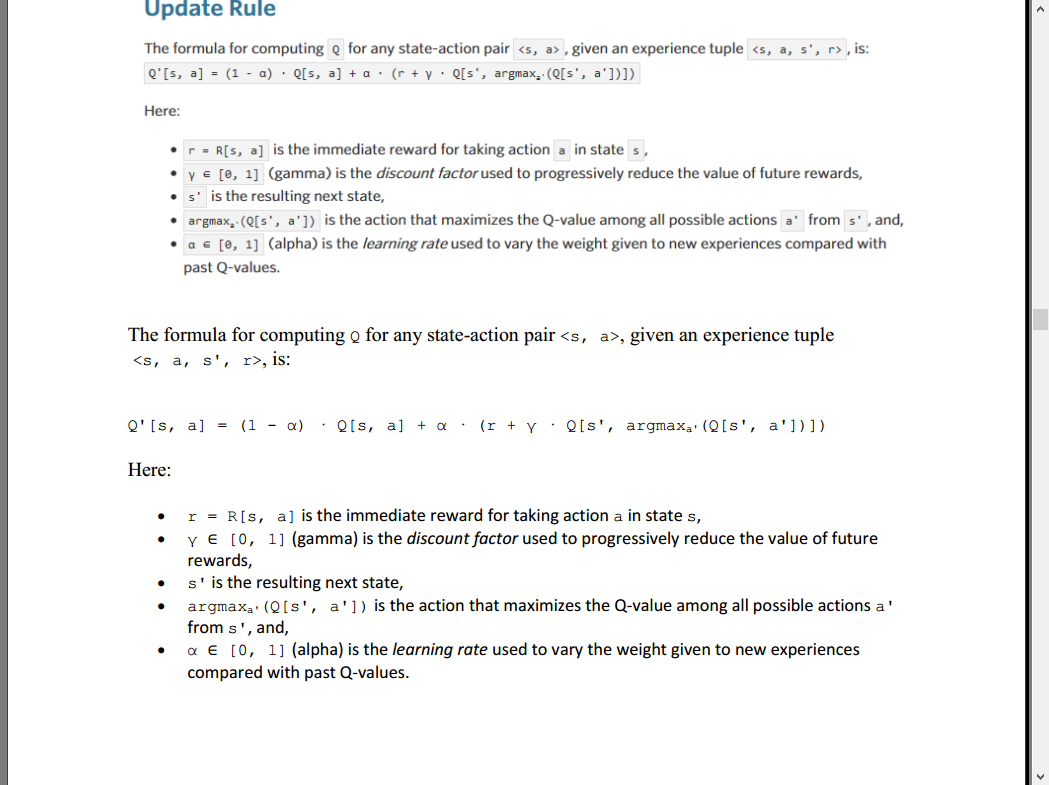 Update Rule
The formula for computing Q for any state-action pair <s, a>, given an experience tuple <s, a, s', r>, is:
Q'[s, a] = (1 - α) · Q[s, a] + α · (r + γ · Q[s', argmaxₐ'(Q[s', a'])])
Here:
• r = R[s, a] is the immediate reward for taking action a in state s,
• γ ∈ [0, 1] (gamma) is the discount factor used to progressively reduce the value of future rewards,
• s' is the resulting next state,
• argmaxₐ'(Q[s', a']) is the action that maximizes the Q-value among all possible actions a' from s', and,
• α ∈ [0, 1] (alpha) is the learning rate used to vary the weight given to new experiences compared with
past Q-values.
The formula for computing Q for any state-action pair <s, a>, given an experience tuple
<s, a, s', r>, is:
Q'[s, a] = (1 - α) · Q[s, a] + α · (r + γ · Q[s', argmaxₐ'(Q[s', a'])])
Here:
• r = R[s, a] is the immediate reward for taking action a in state s,
• γ ∈ [0, 1] (gamma) is the discount factor used to progressively reduce the value of future
rewards,
• s' is the resulting next state,
• argmaxₐ'(Q[s', a']) is the action that maximizes the Q-value among all possible actions a'
from s', and,
• α ∈ [0, 1] (alpha) is the learning rate used to vary the weight given to new experiences
compared with past Q-values.